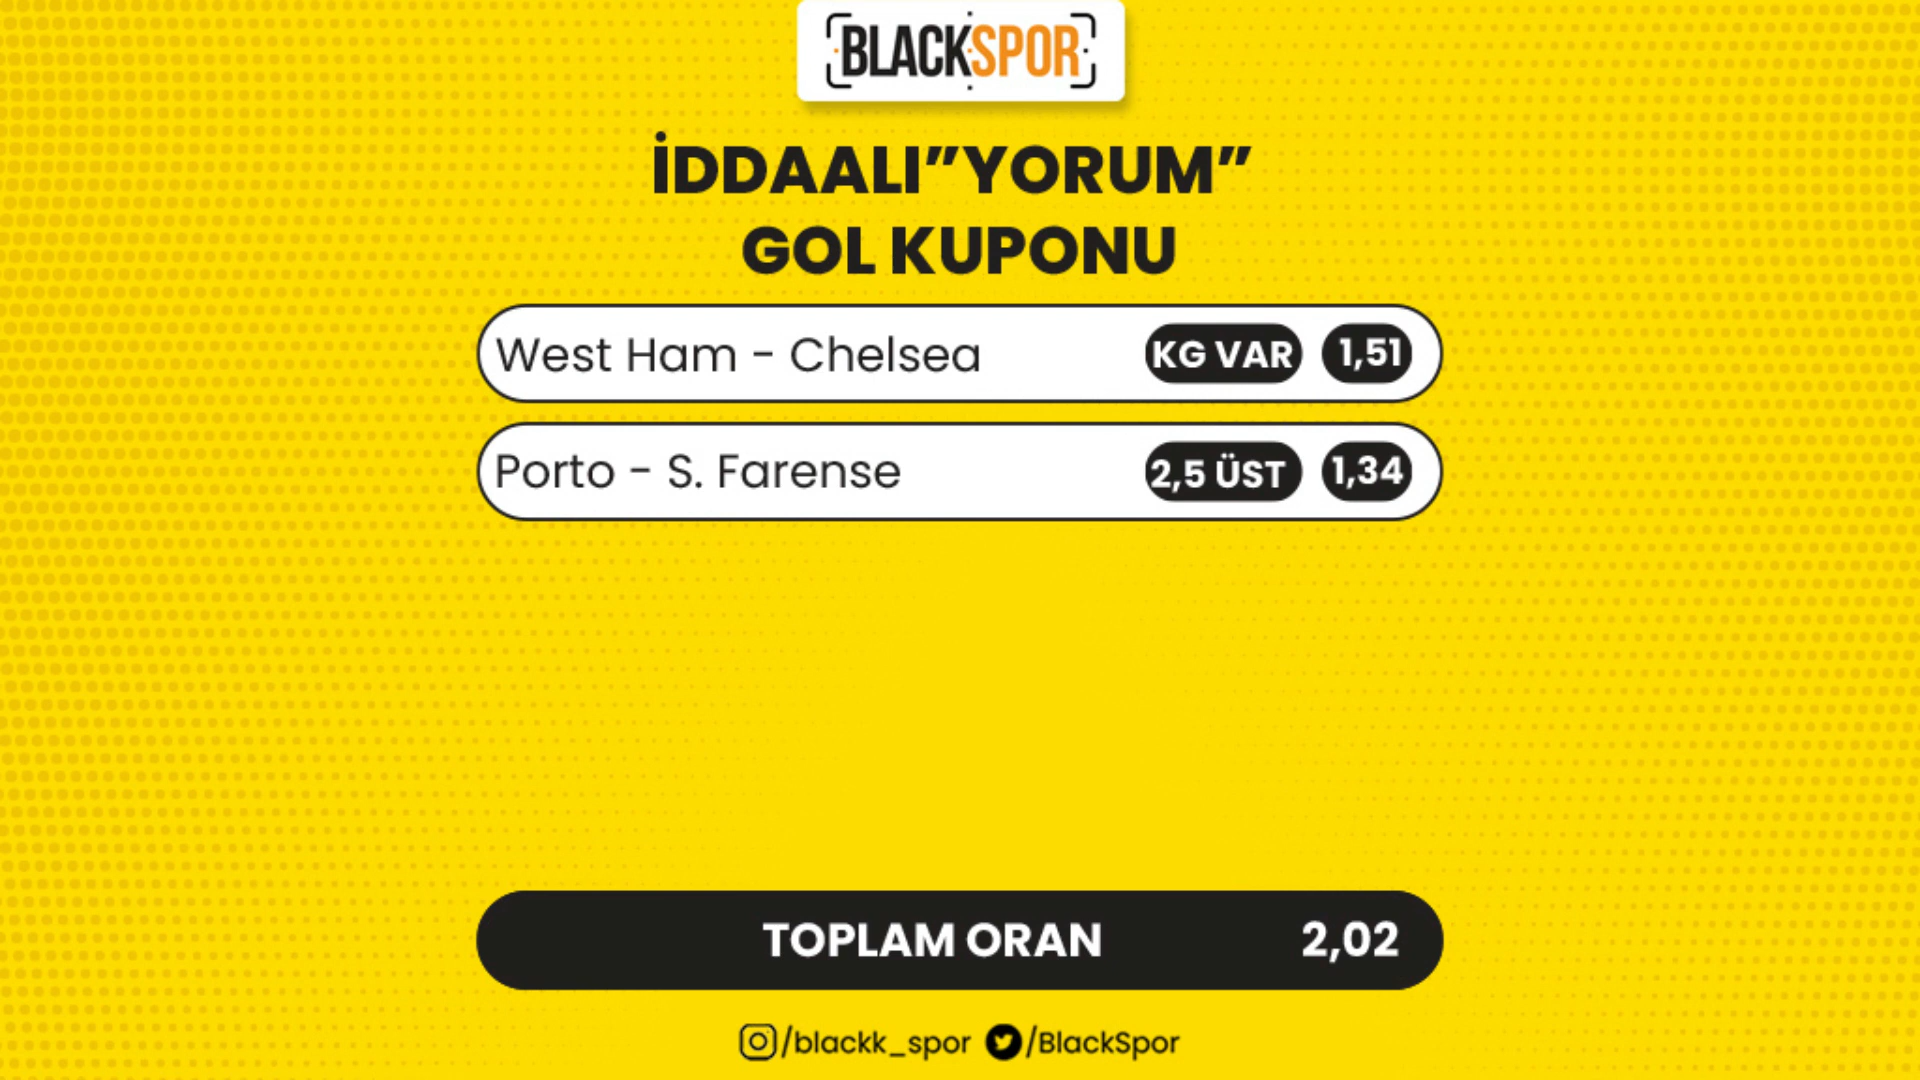 BLACKSPOR
İDDAALI”YORUM”
GOL KUPONU
West Ham - Chelsea KG VAR 1,51
Porto - S. Farense 2,5 ÜST 1,34
TOPLAM ORAN 2,02
/blackk_spor /BlackSpor